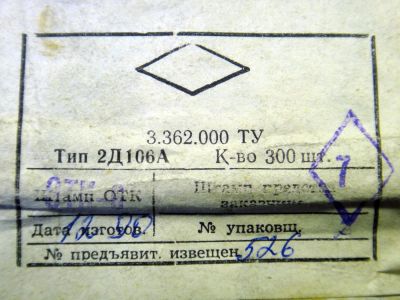 3.362.000 ТУ
Тип 2Д106А К-во 300 шт.
Штамп ОТК Штамп представ.
заказчика
7
Дата изготов. № упаковщ.
№ предъявит. извещен. 526